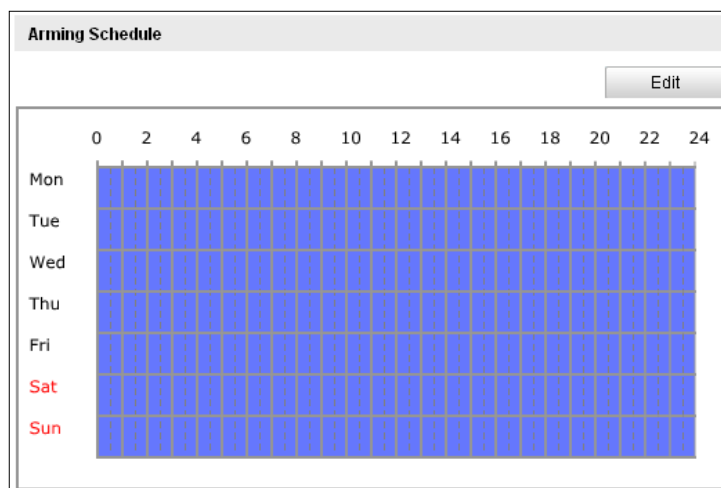 Arming Schedule
Edit
0 2 4 6 8 10 12 14 16 18 20 22 24
Mon
Tue
Wed
Thu
Fri
Sat
Sun